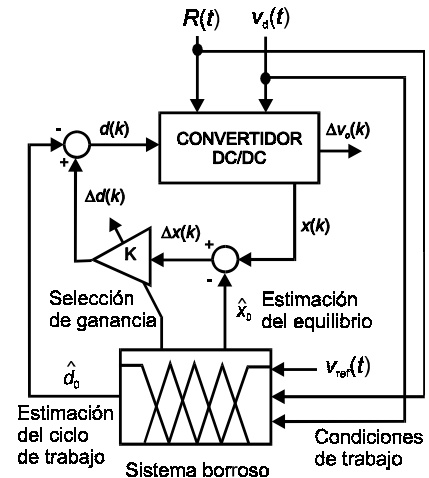 R(t) v_d(t)
- d(k)
+
CONVERTIDOR
DC/DC
Δv_o(k)
Δd(k)
Δx(k) + x(k)
K
-
Selección
de ganancia
x̂_0
Estimación
del equilibrio
d̂_0
v_ref(t)
Estimación
del ciclo
de trabajo
Condiciones
de trabajo
Sistema borroso